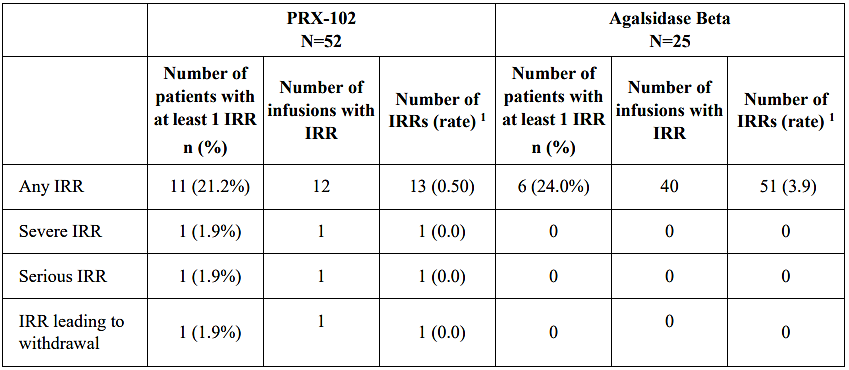 PRX-102
N=52
Agalsidase Beta
N=25
Number of
patients with
at least 1 IRR
n (%)
Number of
infusions with
IRR
Number of
IRRs (rate) 1
Number of
patients with
at least 1 IRR
n (%)
Number of
infusions with
IRR
Number of
IRRs (rate) 1
Any IRR 11 (21.2%) 12 13 (0.50) 6 (24.0%) 40 51 (3.9)
Severe IRR 1 (1.9%) 1 1 (0.0) 0 0 0
Serious IRR 1 (1.9%) 1 1 (0.0) 0 0 0
IRR leading to
withdrawal 1 (1.9%) 1 1 (0.0) 0 0 0